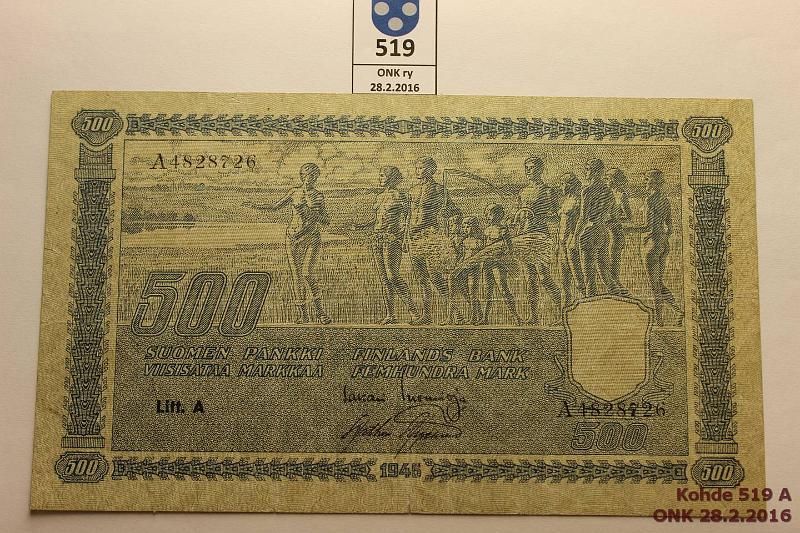 519
ONK ry
28.2.2016
500 500
A4828726
500
SUOMEN PANKKI FINLANDS BANK
VIISISATAA MARKKAA FEMHUNDRA MARK
Litt. A
A4828726
500
500 1945 500
Kohde 519 A
ONK 28.2.2016